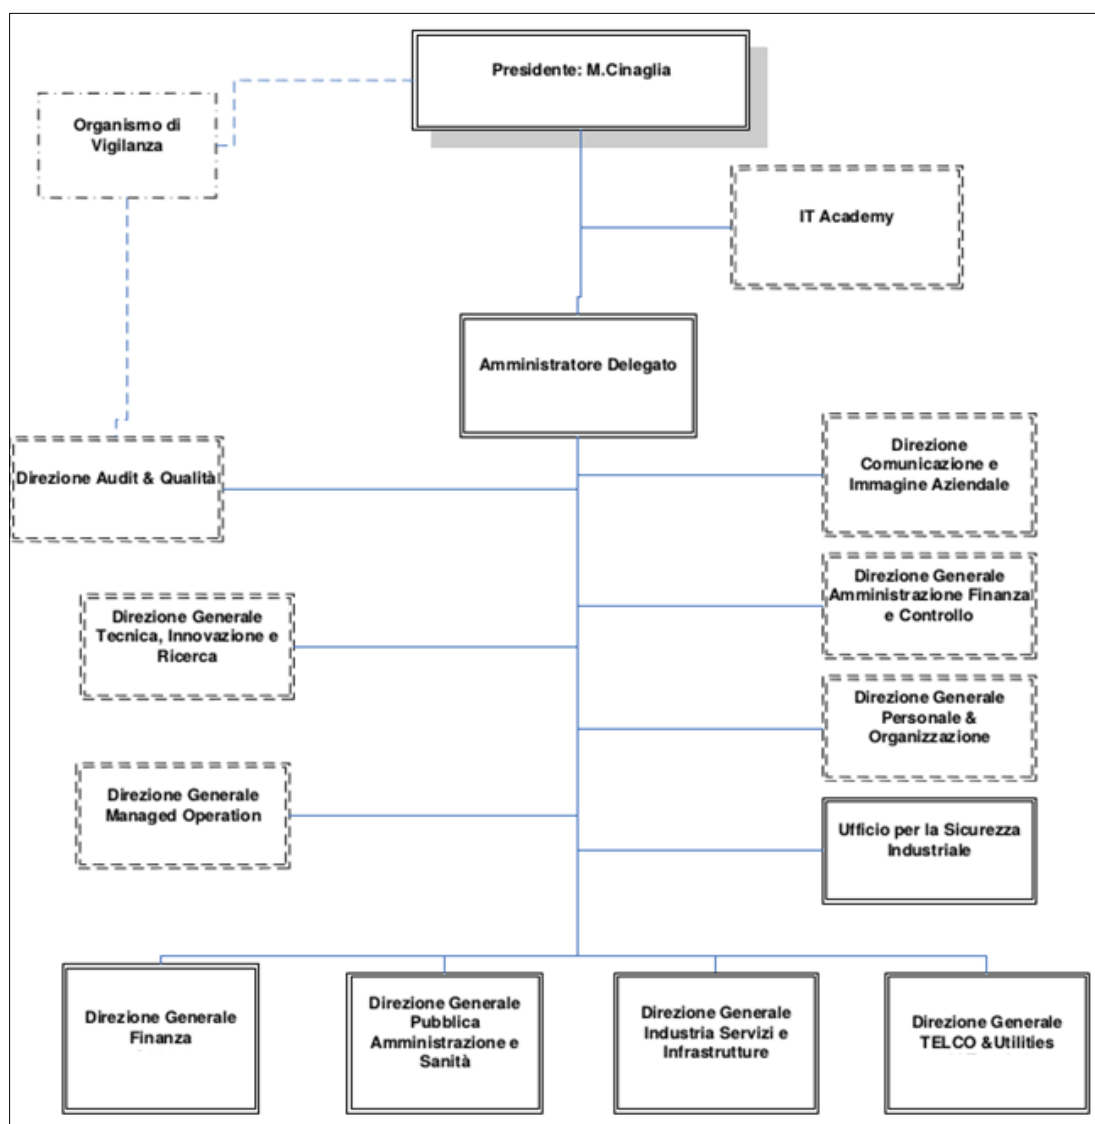 Presidente: M.Cinaglia
Organismo di
Vigilanza
IT Academy
Amministratore Delegato
Direzione Audit & Qualità
Direzione
Comunicazione e
Immagine Aziendale
Direzione Generale
Amministrazione Finanza
e Controllo
Direzione Generale
Tecnica, Innovazione e
Ricerca
Direzione Generale
Personale &
Organizzazione
Direzione Generale
Managed Operation
Ufficio per la Sicurezza
Industriale
Direzione Generale
Finanza
Direzione Generale
Pubblica
Amministrazione e
Sanità
Direzione Generale
Industria Servizi e
Infrastrutture
Direzione Generale
TELCO &Utilities